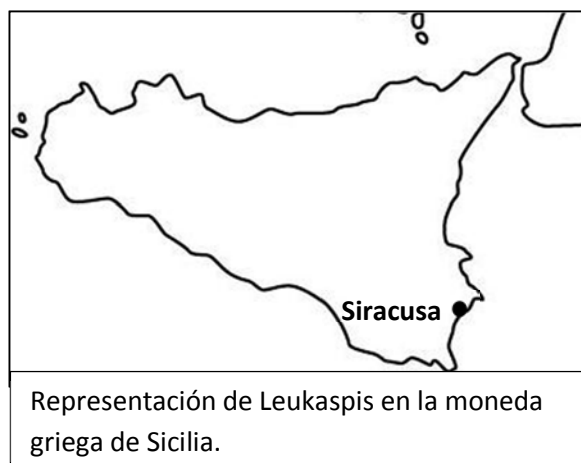 Siracusa
Representación de Leukaspis en la moneda
griega de Sicilia.